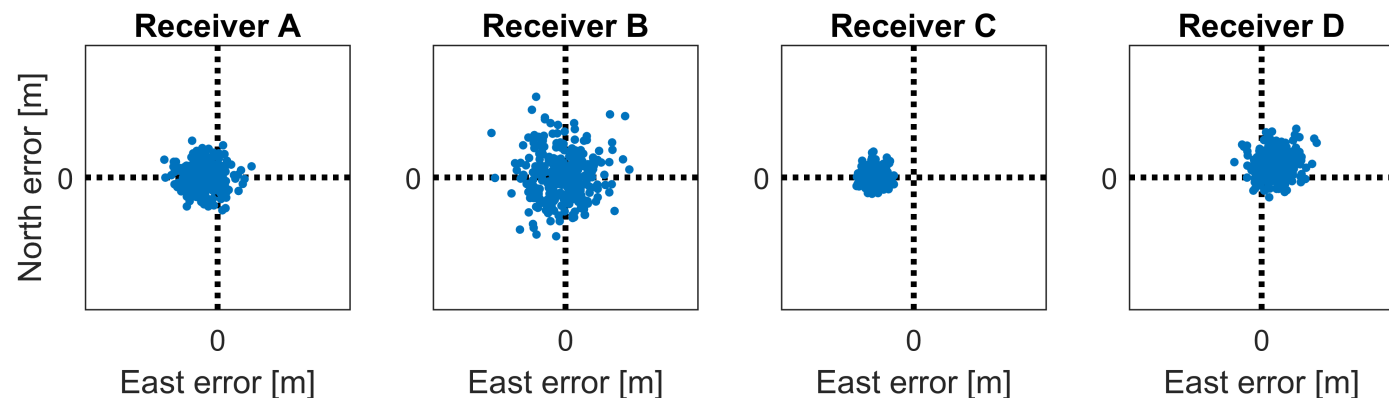 Receiver A
Receiver B
Receiver C
Receiver D
North error [m]
0
0
0
0
0
0
0
0
East error [m]
East error [m]
East error [m]
East error [m]